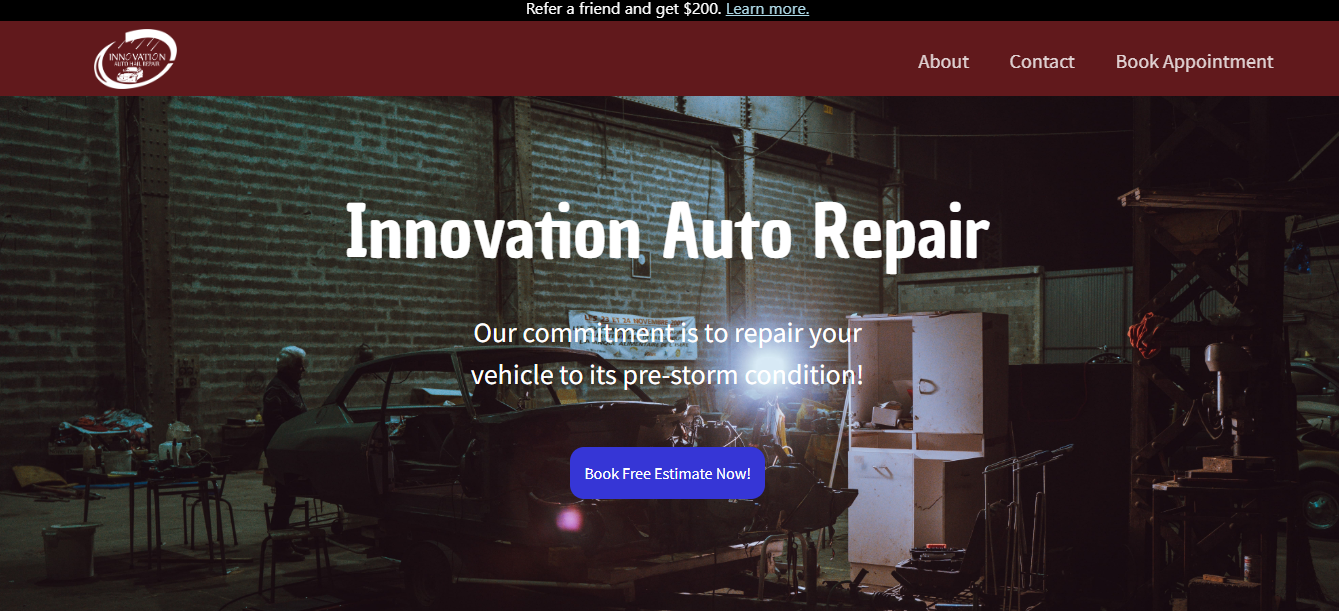 Refer a friend and get $200. Learn more.
INNOVATION
AUTO HAIL REPAIR
About
Contact
Book Appointment
Innovation Auto Repair
Our commitment is to repair your
vehicle to its pre-storm condition!
Book Free Estimate Now!